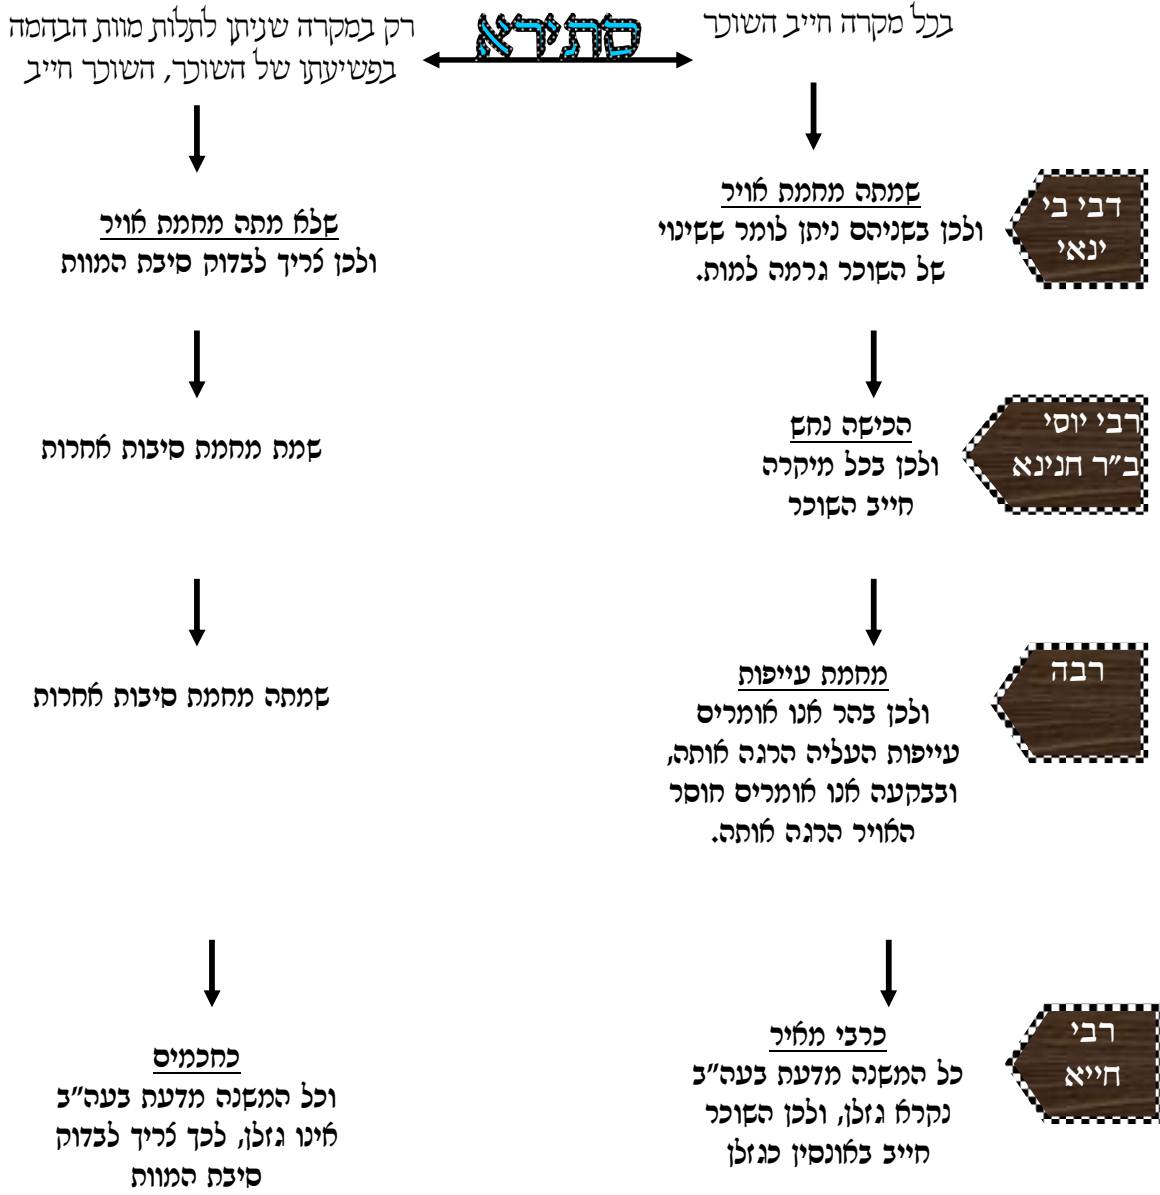 בכל מקרה חייב השוכר
סתירא
רק במקרה שניתן לתלות מוות הבהמה
בפשיעתו של השוכר, השוכר חייב
דבי בי
ינאי
שמתה מחמת אויר
ולכן בשניהם ניתן לומר ששינוי
של השוכר גרמה למות.
שלא מתה מחמת אויר
ולכן צריך לבדוק סיבת המוות
רבי יוסי
ב"ר חנינא
הכישה נחש
ולכן בכל מיקרה
חייב השוכר
שמת מחמת סיבות אחרות
רבה
מחמת עייפות
ולכן בהר אנו אומרים
עייפות העליה הרגה אותה,
ובבקעה אנו אומרים חוסר
האויר הרגה אותה.
שמתה מחמת סיבות אחרות
רבי
חייא
כרבי מאיר
כל המשנה מדעת בעה"ב
נקרא גזלן, ולכן השוכר
חייב באונסין כגזלן
כחכמים
וכל המשנה מדעת בעה"ב
אינו גזלן, לכך צריך לבדוק
סיבת המוות